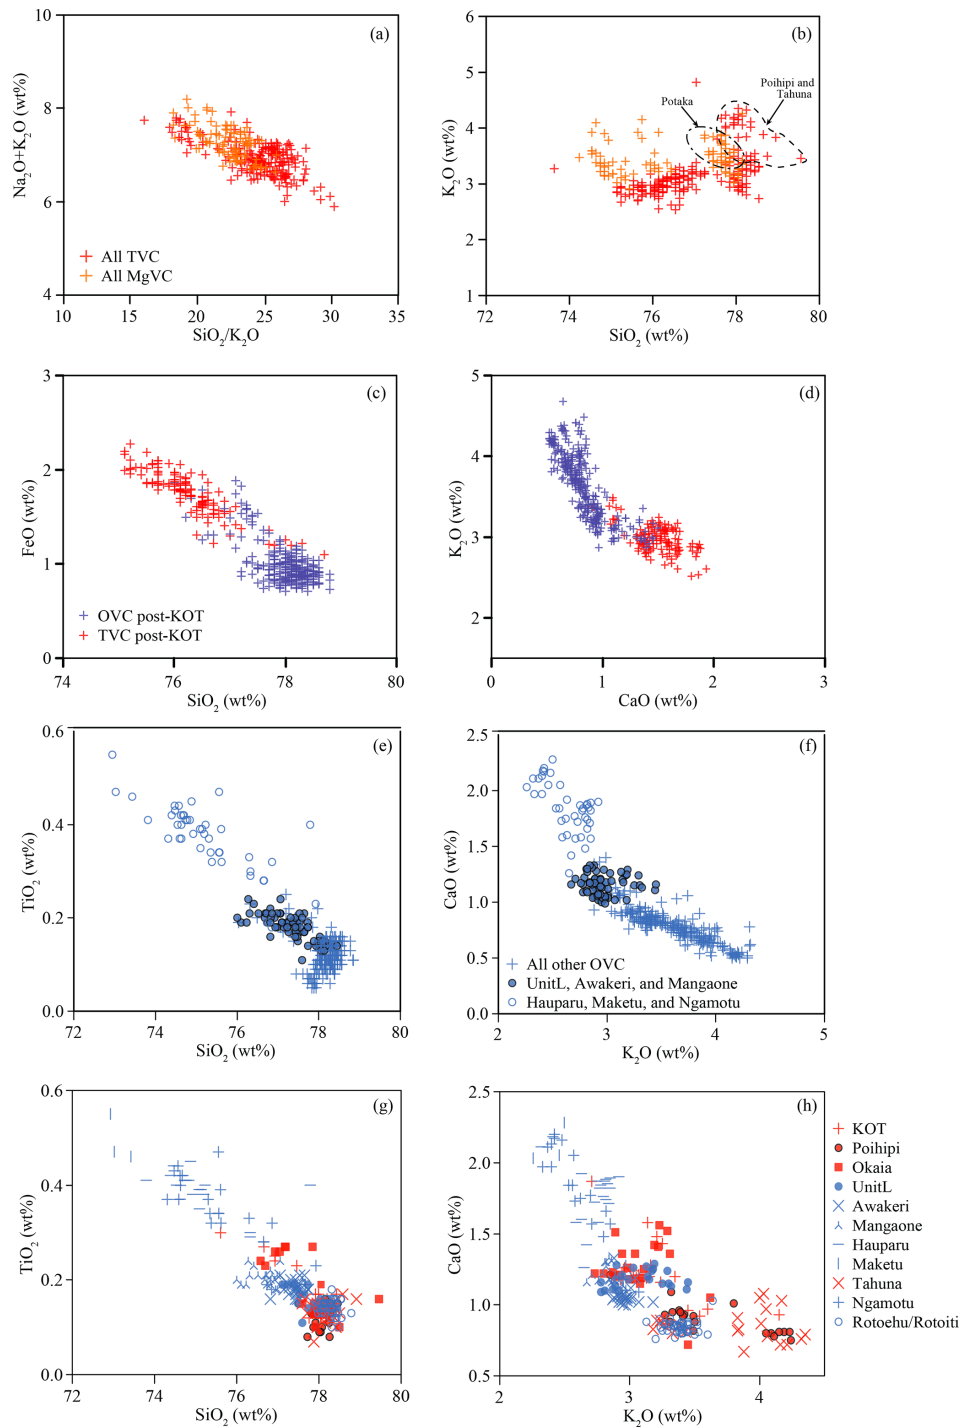 (a)
Na2O+K2O (wt%)
10
8
6
4
All TVC
All MgVC
10 15 20 25 30 35
SiO2/K2O
(b)
K2O (wt%)
6
5
4
3
2
1
Potaka
Poihipi and
Tahuna
72 74 76 78 80
SiO2 (wt%)
(c)
FeO (wt%)
3
2
1
0
OVC post-KOT
TVC post-KOT
74 76 78 80
SiO2 (wt%)
(d)
K2O (wt%)
5
4
3
2
0 1 2 3
CaO (wt%)
(e)
TiO2 (wt%)
0.6
0.4
0.2
0.0
72 74 76 78 80
SiO2 (wt%)
(f)
CaO (wt%)
2.5
2.0
1.5
1.0
0.5
0.0
All other OVC
UnitL, Awakeri, and Mangaone
Hauparu, Maketu, and Ngamotu
2 3 4 5
K2O (wt%)
(g)
TiO2 (wt%)
0.6
0.4
0.2
0.0
72 74 76 78 80
SiO2 (wt%)
(h)
CaO (wt%)
2.5
2.0
1.5
1.0
0.5
2 3 4
K2O (wt%)
KOT
Poihipi
Okaia
UnitL
Awakeri
Mangaone
Hauparu
Maketu
Tahuna
Ngamotu
Rotoehu/Rotoiti